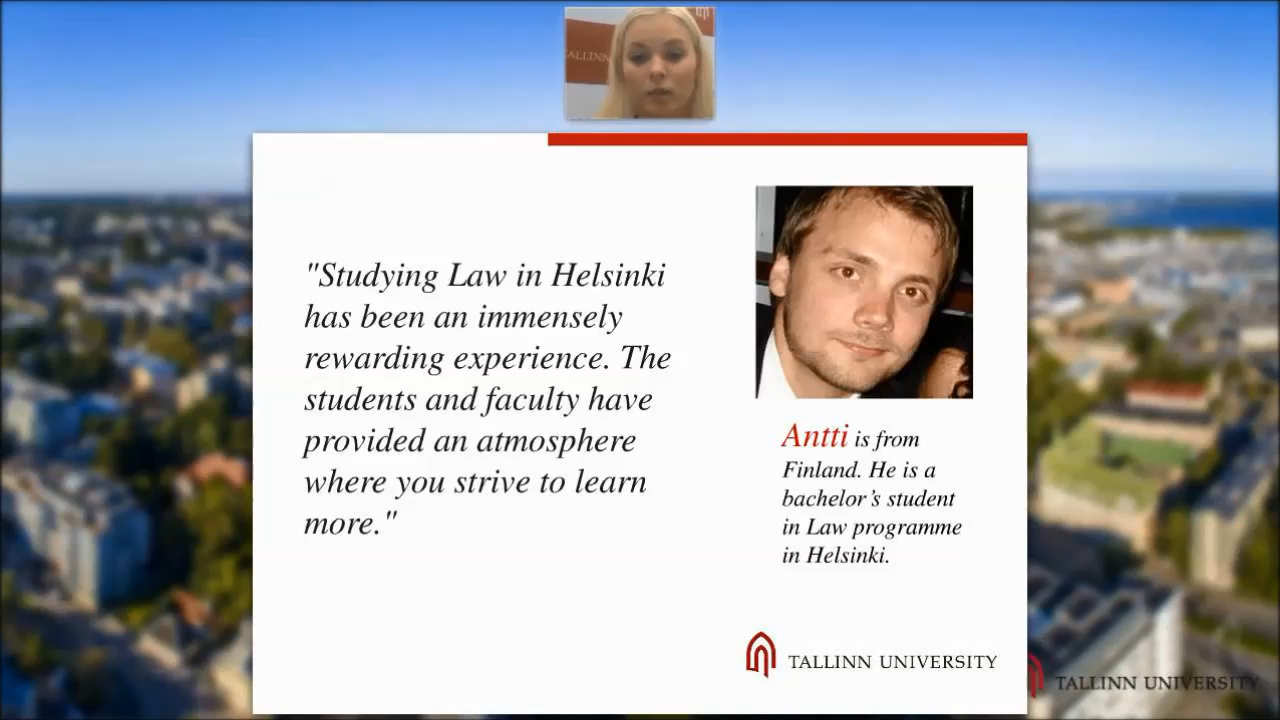 ALLINN
"Studying Law in Helsinki
has been an immensely
rewarding experience. The
students and faculty have
provided an atmosphere
where you strive to learn
more."
Antti is from
Finland. He is a
bachelor's student
in Law programme
in Helsinki.
TALLINN UNIVERSITY
TALLINN UNIVERSITY